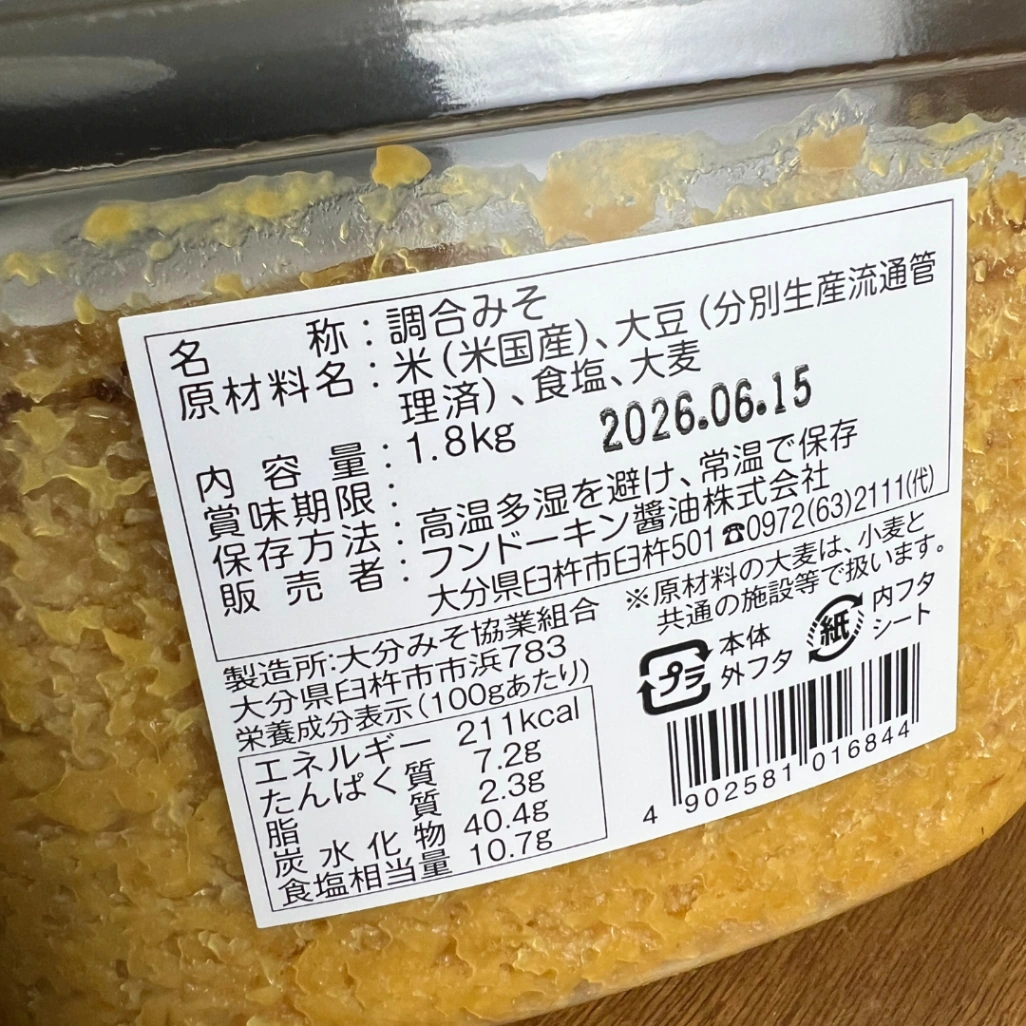 名称：調合みそ
原材料名：米(米国産)、大豆(分別生産流通管
理済)、食塩、大麦
内容量：1.8kg
賞味期限：2026.06.15
保存方法：高温多湿を避け、常温で保存
販売者：フンドーキン醬油株式会社
大分県臼杵市臼杵501 ☎0972(63)2111(代)
製造所:大分みそ協業組合
大分県臼杵市市浜783
栄養成分表示(100gあたり)
エネルギー 211kcal
たんぱく質 7.2g
脂質 2.3g
炭水化物 40.4g
食塩相当量 10.7g
※原材料の大麦は、小麦と
共通の施設等で扱います。
プラ 本体
外フタ
紙 内フタ
シート
4 902581 016844